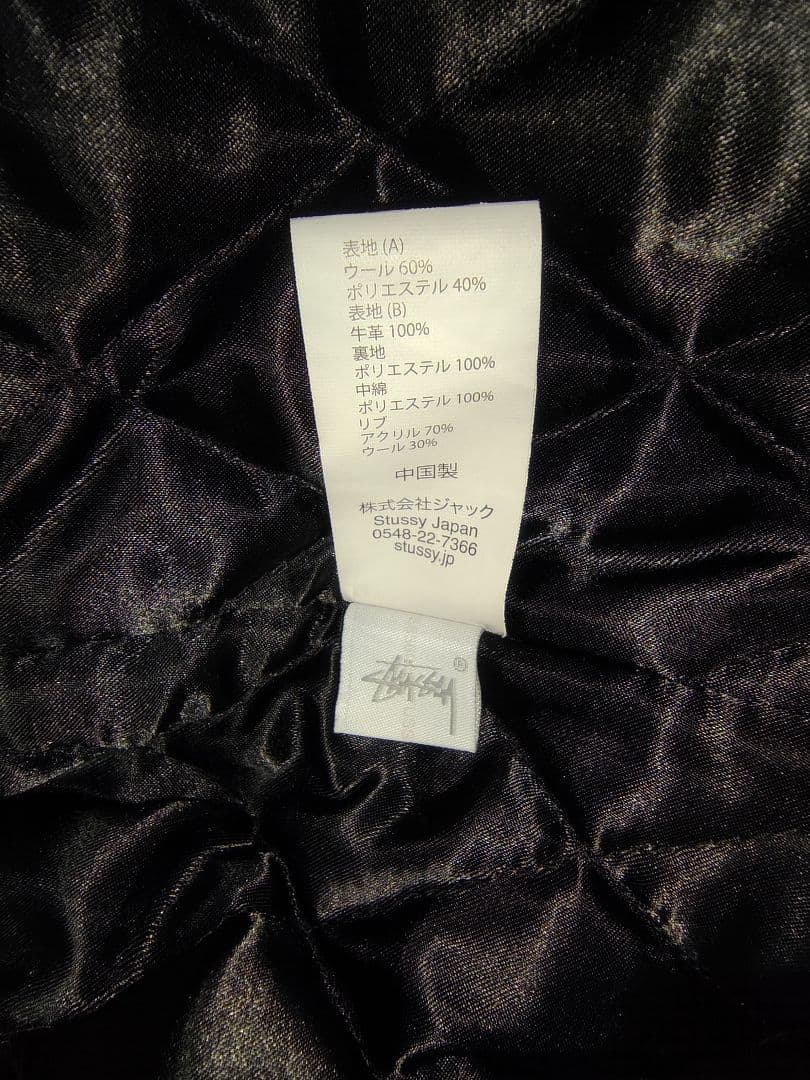 表地 (A)
ウール 60%
ポリエステル 40%
表地 (B)
牛革 100%
裏地
ポリエステル 100%
中綿
ポリエステル 100%
リブ
アクリル 70%
ウール 30%
中国製
株式会社ジャック
Stussy Japan
0548-22-7366
stussy.jp
Stüssy ®